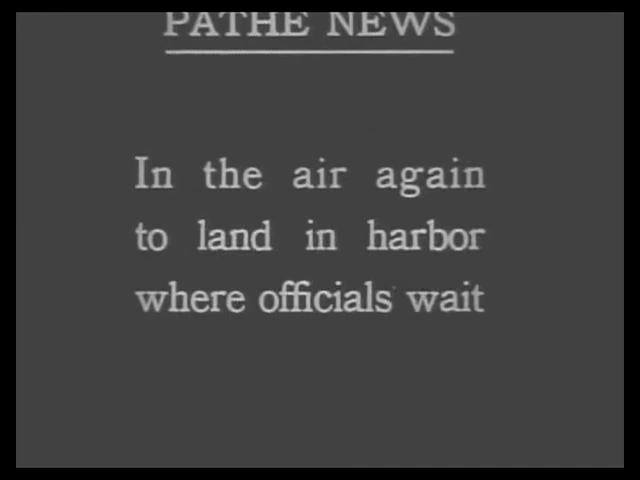 PATHE NEWS
In the air again
to land in harbor
where officials wait